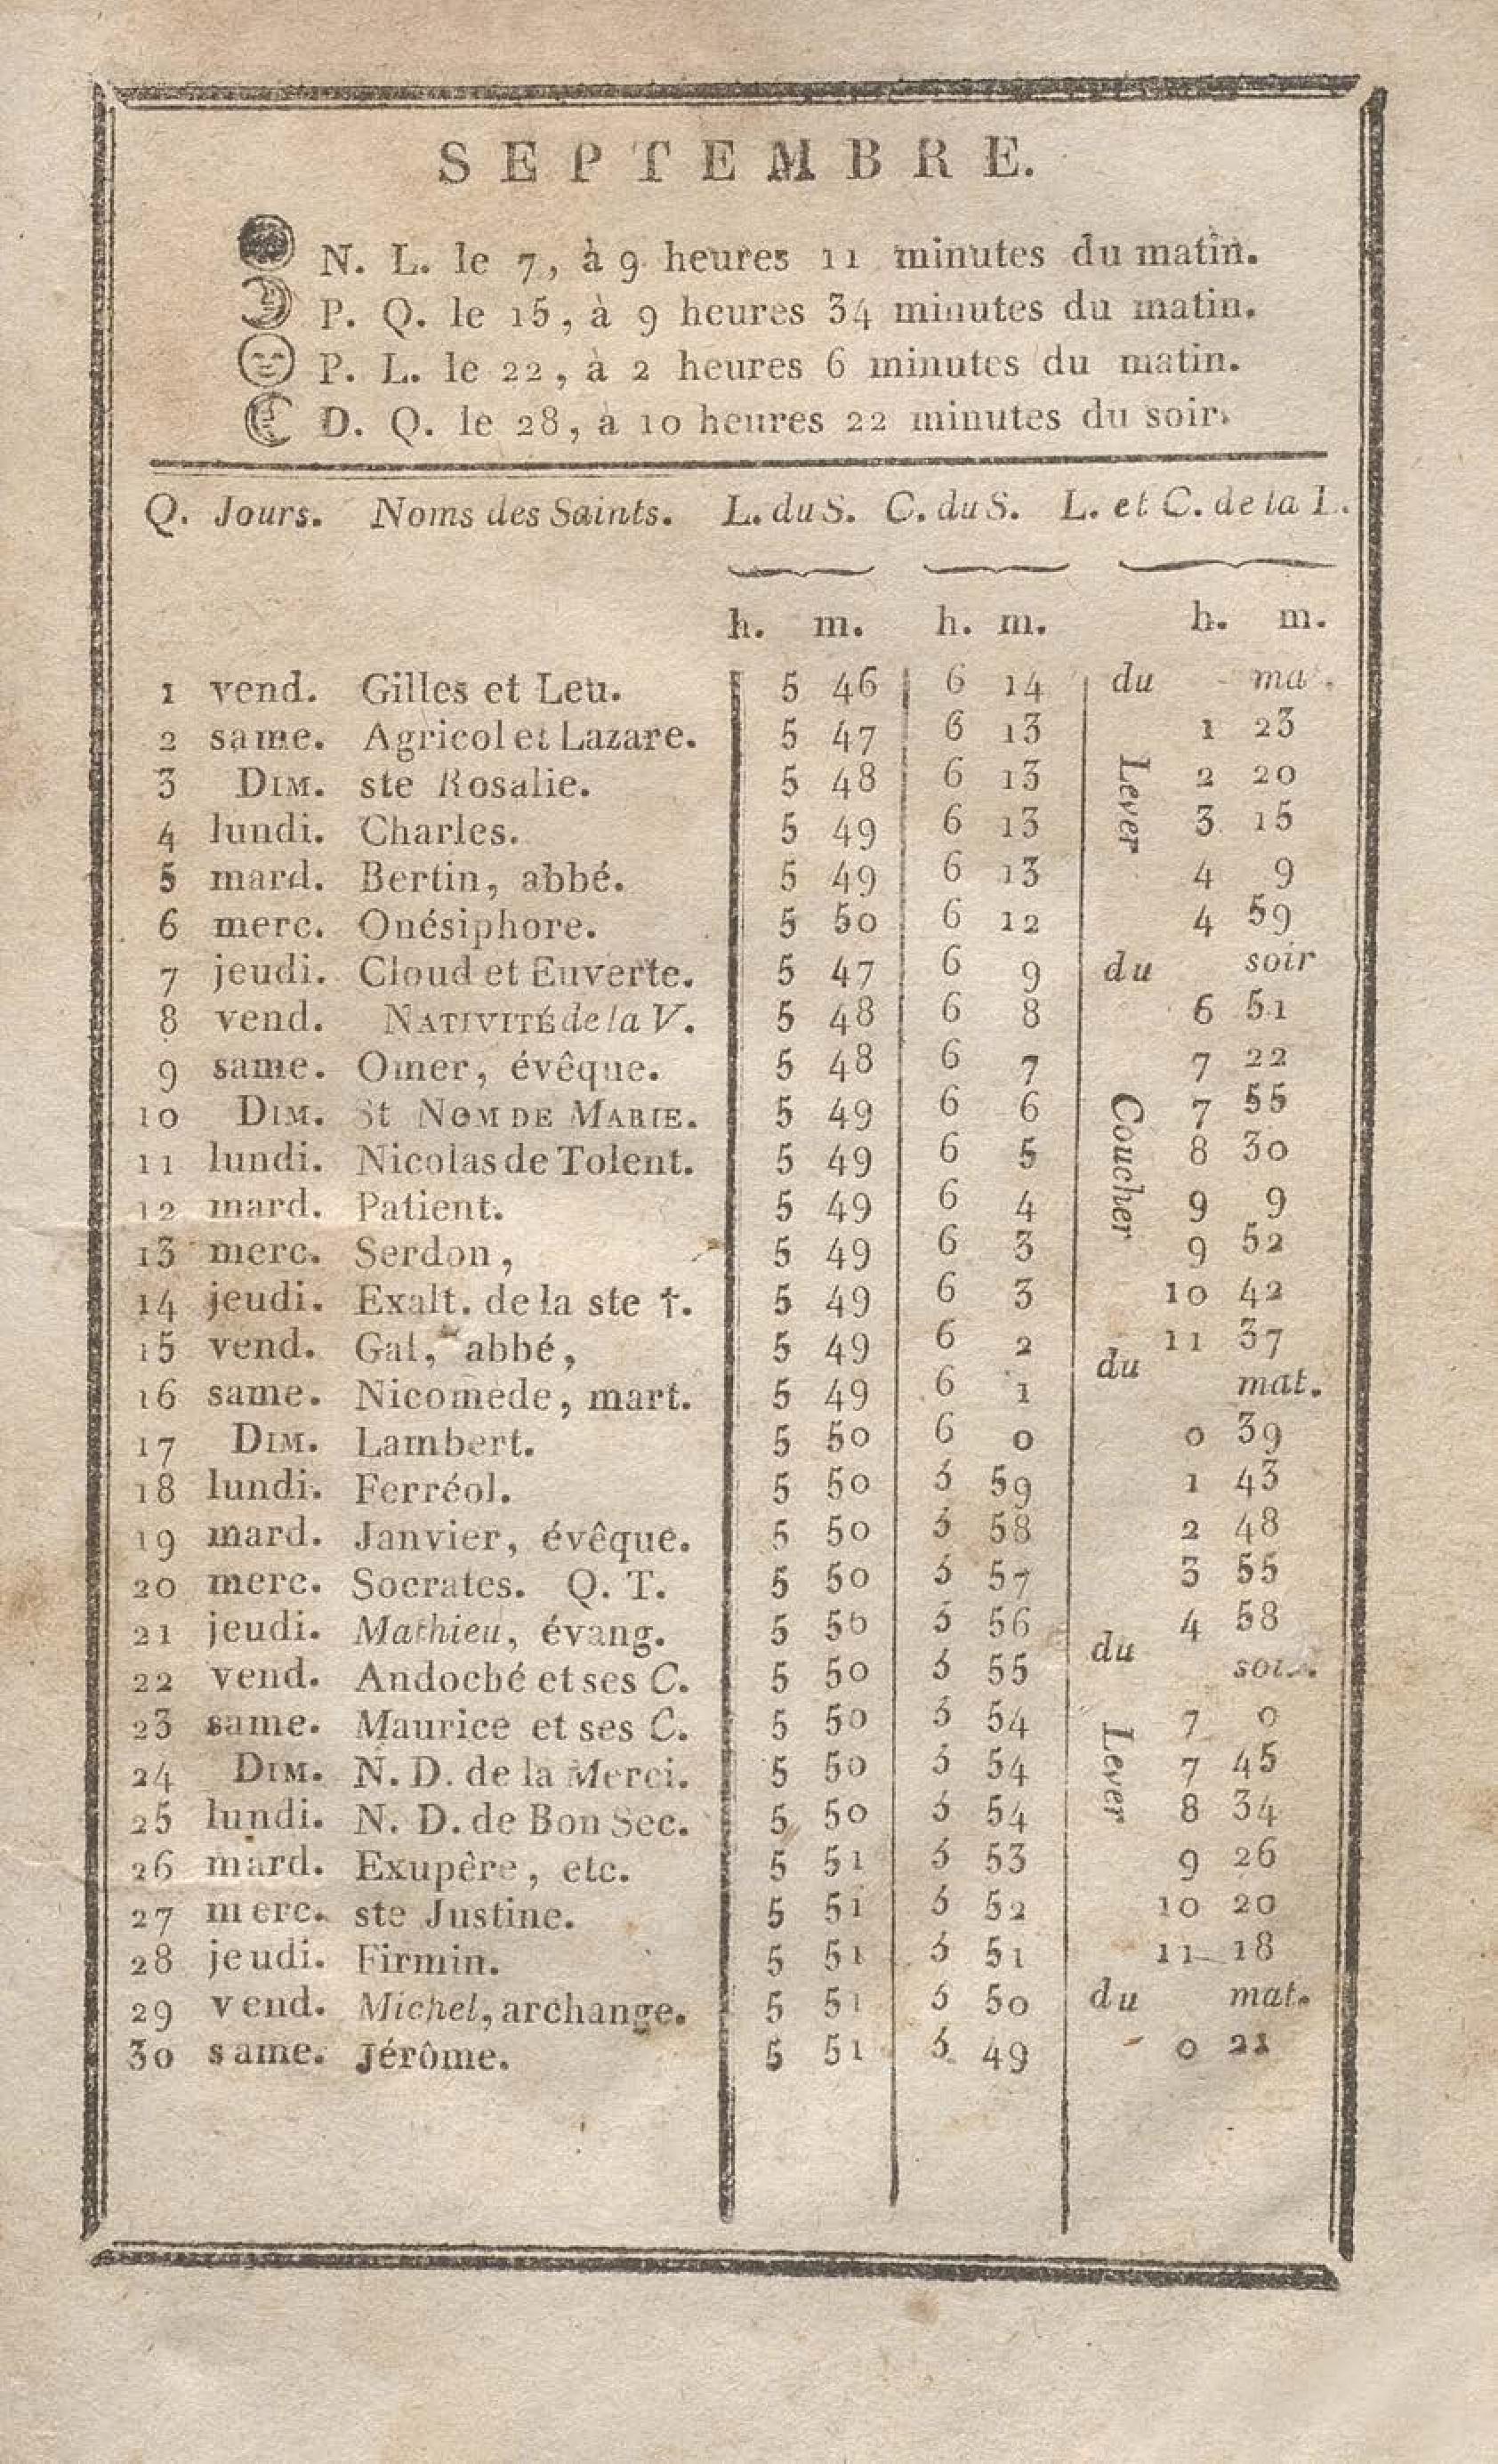 SEPTEMBRE.
N. L. le 7, à 9 heures 11 minutes du matin.
P. Q. le 15, à 9 heures 34 minutes du matin.
P. L. le 22, à 2 heures 6 minutes du matin.
D. Q. le 28, à 10 heures 22 minutes du soir.
Q. Jours. Noms des Saints. L. du S. C. du S. L. et C. de la L.
h. m. h. m. h. m.
1 vend. Gilles et Leu. 5 46 6 14 du mat.
2 same. Agricol et Lazare. 5 47 6 13 1 23
3 DIM. ste Rosalie. 5 48 6 13 Lever 2 20
4 lundi. Charles. 5 49 6 13 3 15
5 mard. Bertin, abbé. 5 49 6 13 4 9
6 merc. Onésiphore. 5 50 6 12 4 59
7 jeudi. Cloud et Euverte. 5 47 6 9 du soir
8 vend. NATIVITÉ de la V. 5 48 6 8 6 51
9 same. Omer, évêque. 5 48 6 7 7 22
10 DIM. St NOM DE MARIE. 5 49 6 6 Coucher 7 55
11 lundi. Nicolas de Tolent. 5 49 6 5 8 30
12 mard. Patient. 5 49 6 4 9 9
13 merc. Serdon, 5 49 6 3 9 52
14 jeudi. Exalt. de la ste †. 5 49 6 3 10 42
15 vend. Gal, abbé, 5 49 6 2 11 37
16 same. Nicomède, mart. 5 49 6 1 du mat.
17 DIM. Lambert. 5 50 6 0 0 39
18 lundi. Ferréol. 5 50 5 59 1 43
19 mard. Janvier, évêque. 5 50 5 58 2 48
20 merc. Socrates. Q. T. 5 50 5 57 3 55
21 jeudi. Mathieu, évang. 5 50 5 56 4 58
22 vend. Andoché et ses C. 5 50 5 55 du soir.
23 same. Maurice et ses C. 5 50 5 54 Lever 7 0
24 DIM. N. D. de la Merci. 5 50 5 54 7 45
25 lundi. N. D. de Bon Sec. 5 50 5 54 8 34
26 mard. Exupère, etc. 5 51 5 53 9 26
27 merc. ste Justine. 5 51 5 52 10 20
28 jeudi. Firmin. 5 51 5 51 11 18
29 vend. Michel, archange. 5 51 5 50 du mat.
30 same. Jérôme. 5 51 5 49 0 21